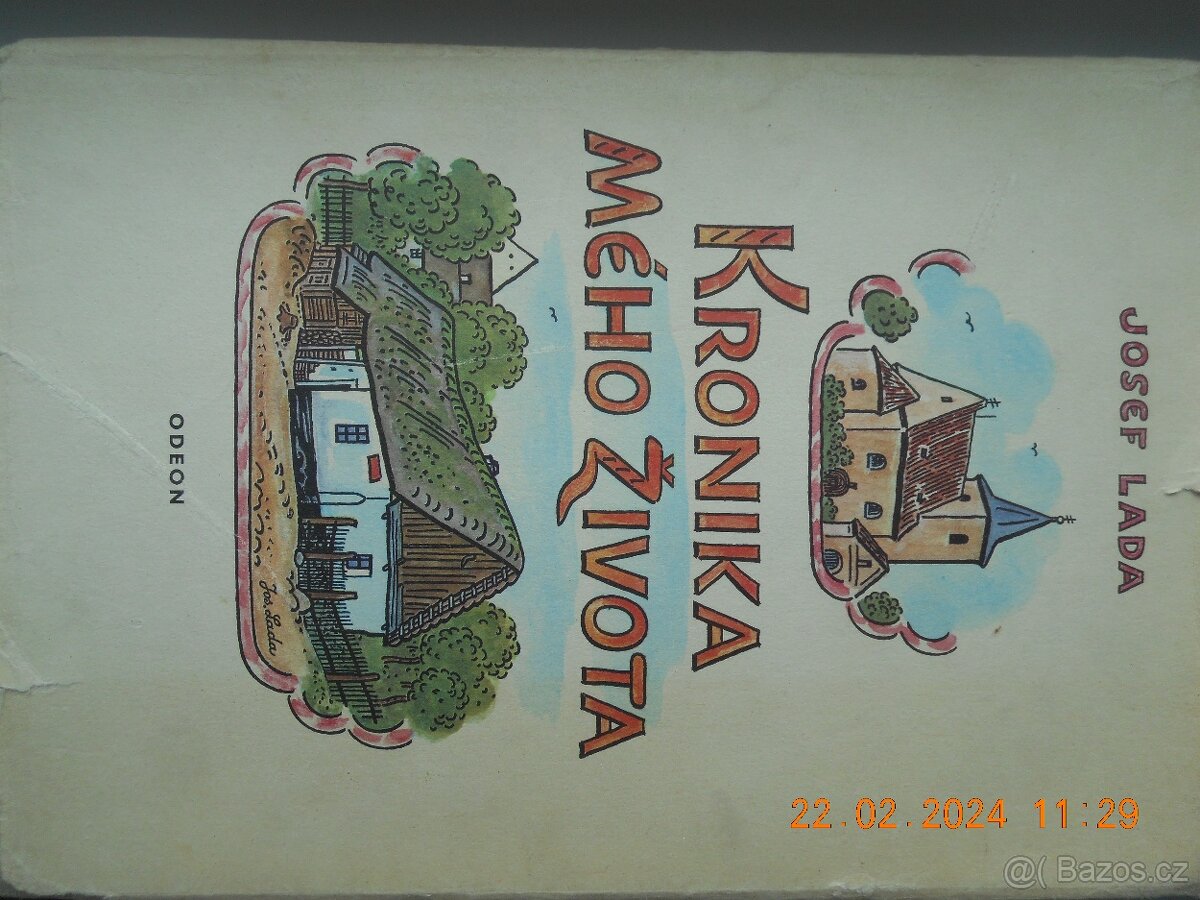 JOSEF LADA
KRONIKA
MÉHO ŽIVOTA
Jos. Lada
ODEON
22.02.2024 11:29
@( Bazos.cz